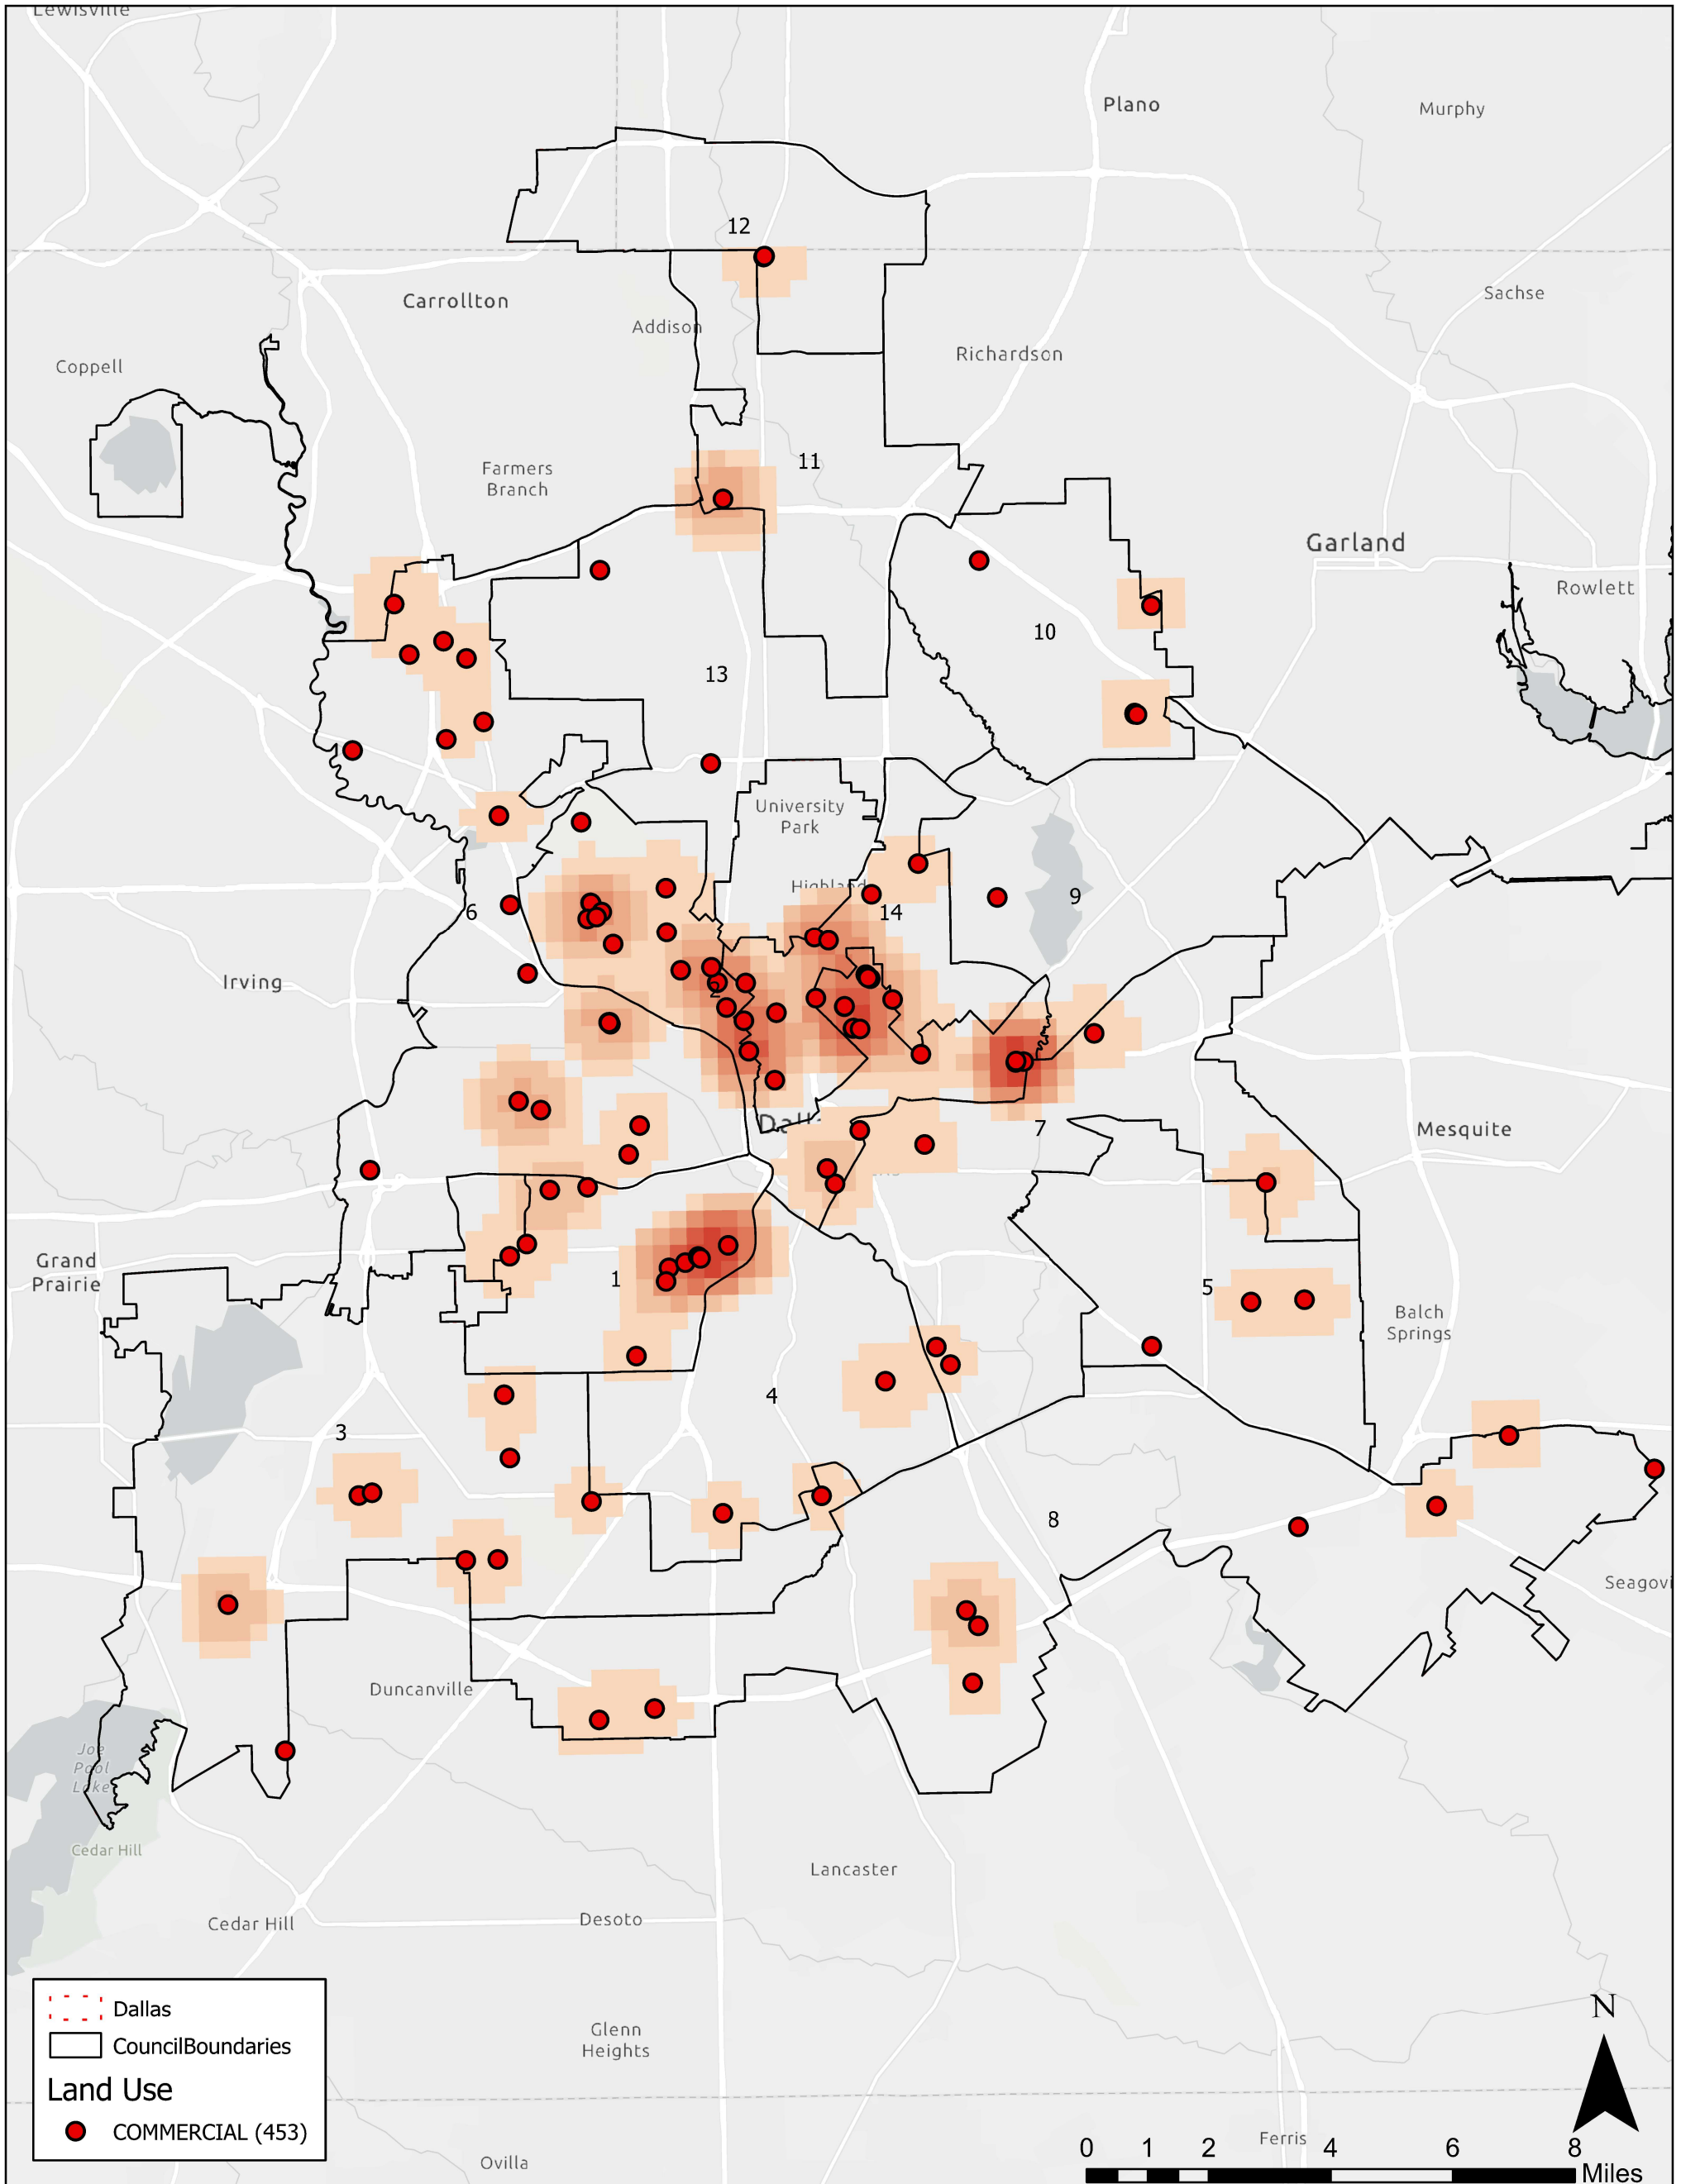 Lewisville
Plano
Murphy
12
Carrollton
Sachse
Addison
Richardson
Coppell
11
Farmers
Branch
Garland
Rowlett
10
13
University
Park
Highland
9
14
6
Irving
2
7
Mesquite
Grand
Prairie
1
5
Balch
Springs
4
3
8
Duncanville
Joe
Pool
Lake
Cedar Hill
Lancaster
Cedar Hill
Desoto
Glenn
Heights
Ferris
Ovilla
Dallas
CouncilBoundaries
Land Use
COMMERCIAL (453)
N
0 1 2 4 6 8
Miles